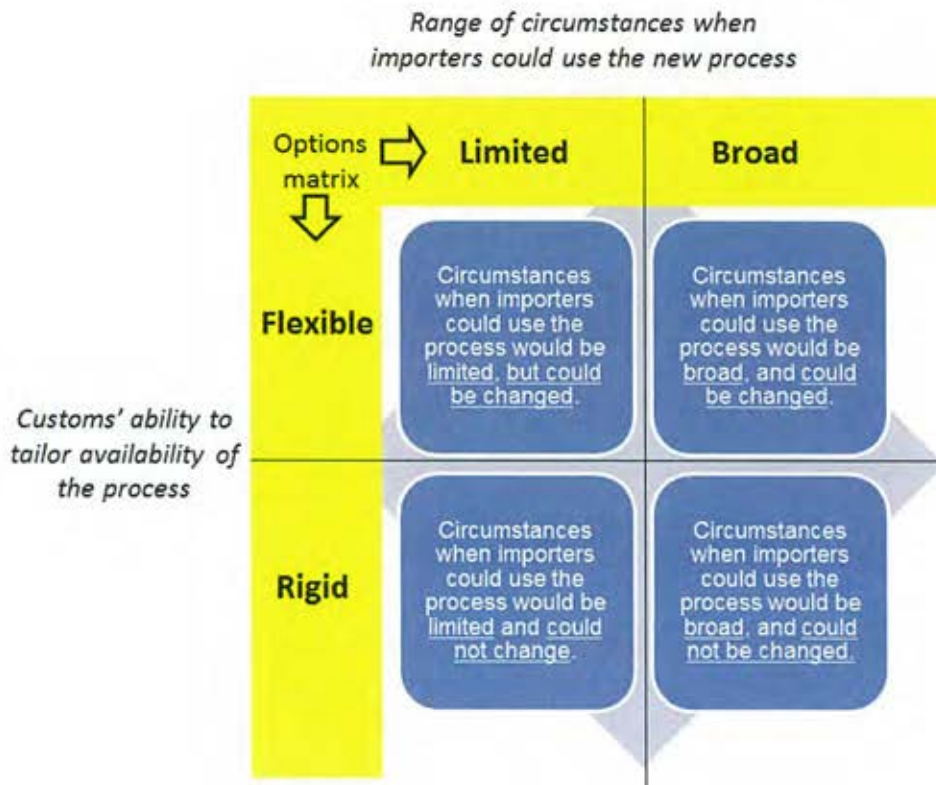 Range of circumstances when
importers could use the new process
Options
matrix
Limited
Broad
Flexible
Circumstances
when importers
could use the
process would be
limited, but could
be changed.
Circumstances
when importers
could use the
process would be
broad, and could
be changed.
Customs' ability to
tailor availability of
the process
Rigid
Circumstances
when importers
could use the
process would be
limited and could
not change.
Circumstances
when importers
could use the
process would be
broad, and could
not be changed.